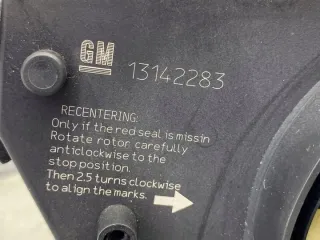 GM 13142283
RECENTERING:
Only if the red seal is missin
Rotate rotor carefully
anticlockwise to the
stop position.
Then 2.5 turns clockwise
to align the marks.